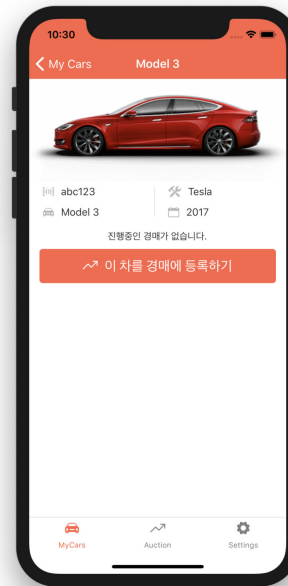 10:30
My Cars
Model 3
abc123
Tesla
Model 3
2017
진행중인 경매가 없습니다.
이 차를 경매에 등록하기
MyCars
Auction
Settings